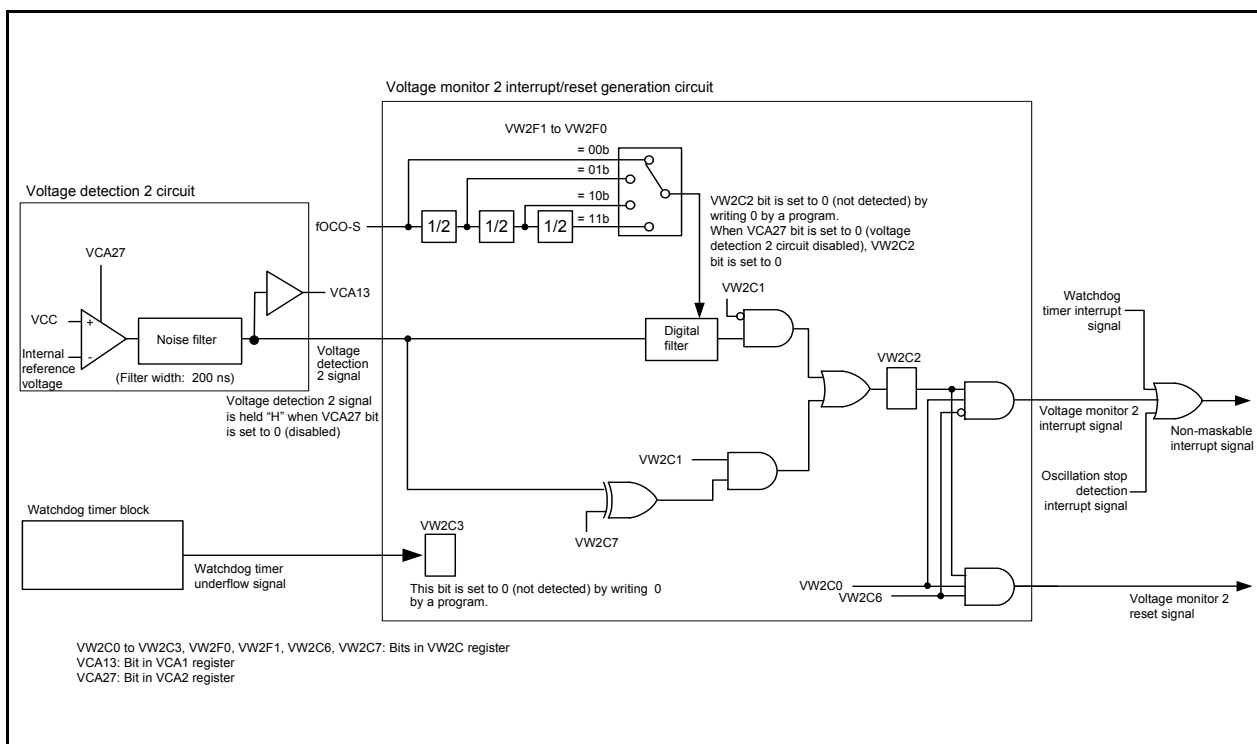 Voltage monitor 2 interrupt/reset generation circuit
VW2F1 to VW2F0
= 00b
= 01b
= 10b
= 11b
fOCO-S
1/2
1/2
1/2
Voltage detection 2 circuit
VCA27
VCC
+
-
Internal
reference
voltage
Noise filter
(Filter width: 200 ns)
VCA13
Voltage
detection
2 signal
Voltage detection 2 signal
is held “H” when VCA27 bit
is set to 0 (disabled)
VW2C2 bit is set to 0 (not detected) by
writing 0 by a program.
When VCA27 bit is set to 0 (voltage
detection 2 circuit disabled), VW2C2
bit is set to 0
VW2C1
Digital
filter
VW2C2
VW2C1
VW2C7
Watchdog
timer interrupt
signal
Voltage monitor 2
interrupt signal
Non-maskable
interrupt signal
Oscillation stop
detection
interrupt signal
Watchdog timer block
Watchdog timer
underflow signal
VW2C3
This bit is set to 0 (not detected) by writing 0
by a program.
VW2C0
VW2C6
Voltage monitor 2
reset signal
VW2C0 to VW2C3, VW2F0, VW2F1, VW2C6, VW2C7: Bits in VW2C register
VCA13: Bit in VCA1 register
VCA27: Bit in VCA2 register